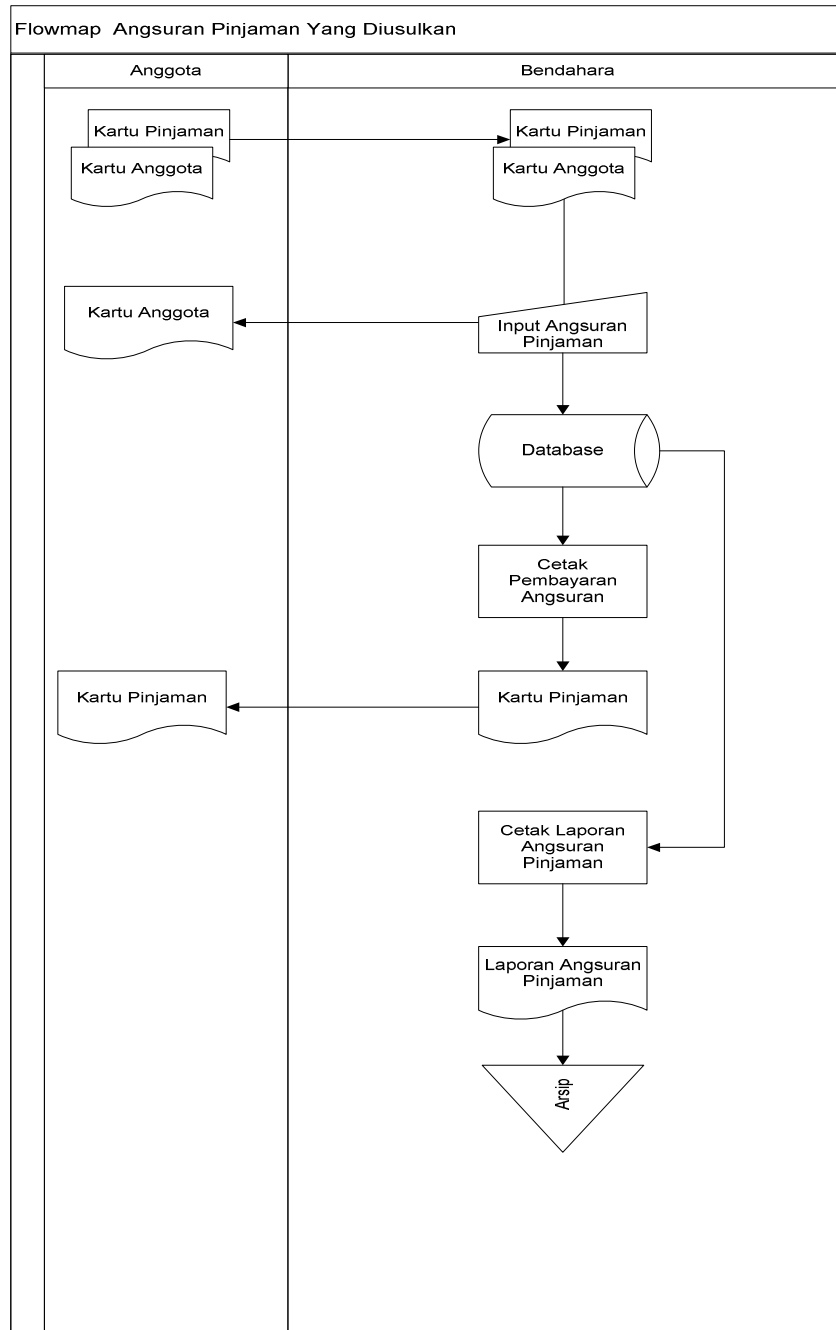 Flowmap Angsuran Pinjaman Yang Diusulkan
Anggota
Bendahara
Kartu Pinjaman
Kartu Anggota
Kartu Pinjaman
Kartu Anggota
Kartu Anggota
Input Angsuran
Pinjaman
Database
Cetak
Pembayaran
Angsuran
Kartu Pinjaman
Kartu Pinjaman
Cetak Laporan
Angsuran
Pinjaman
Laporan Angsuran
Pinjaman
Arsip